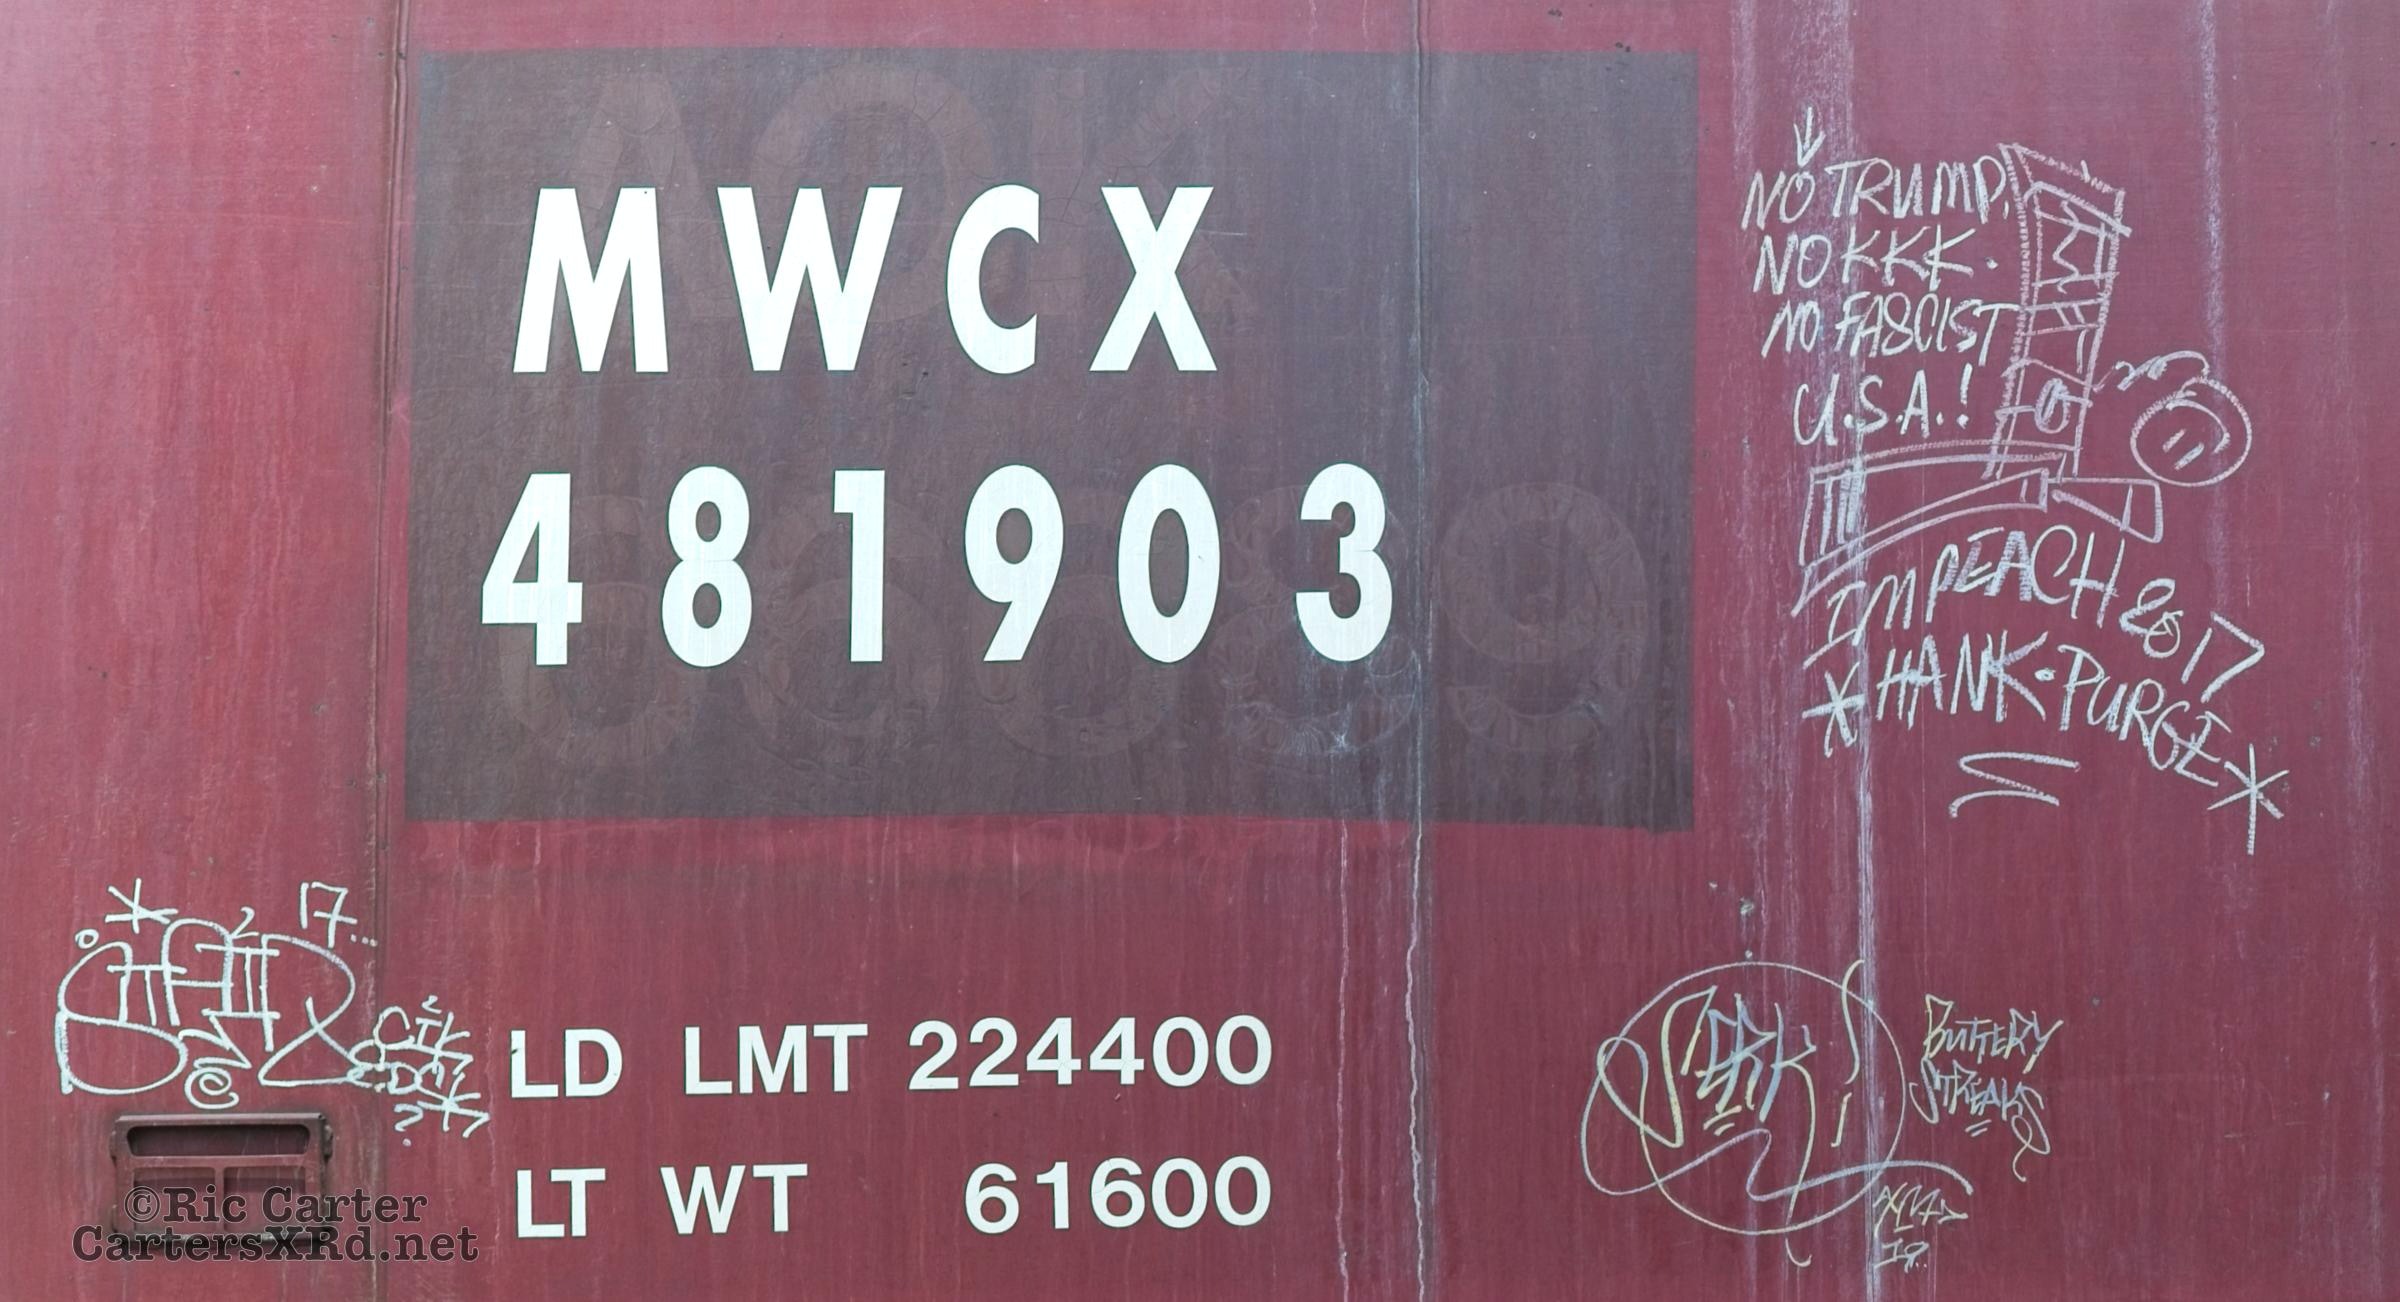 MWCX
481903
LD LMT 224400
LT WT 61600
NO TRUMP,
NO KKK.
NO FASCIST
U.S.A.!
IMPEACH 2017
*HANK·PURGE*
17...
BUTTERY
STREAKS
©Ric Carter
CartersXRd.net